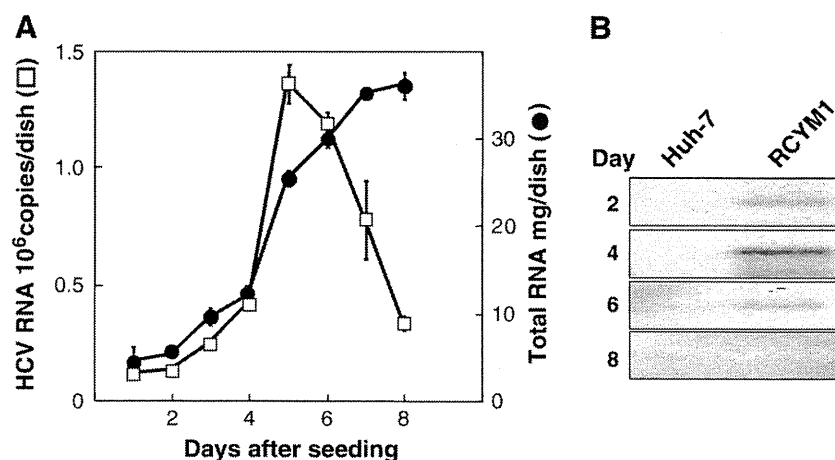 A
HCV RNA 10⁶copies/dish (□)
1.5
1.0
0.5
0
2
4
6
8
Days after seeding
30
20
10
0
Total RNA mg/dish (●)
B
Day
Huh-7
RCYM1
2
4
6
8